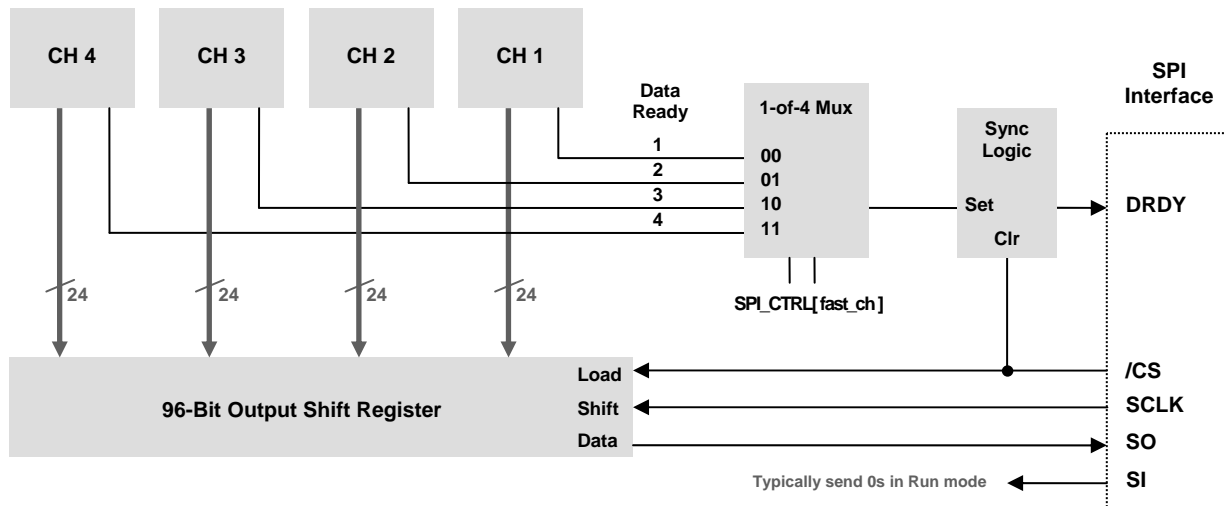 CH 4
CH 3
CH 2
CH 1
Data
Ready
1
2
3
4
1-of-4 Mux
00
01
10
11
SPI_CTRL[ fast_ch ]
Sync
Logic
Set
Clr
SPI
Interface
DRDY
24
24
24
24
96-Bit Output Shift Register
Load
Shift
Data
/CS
SCLK
SO
SI
Typically send 0s in Run mode